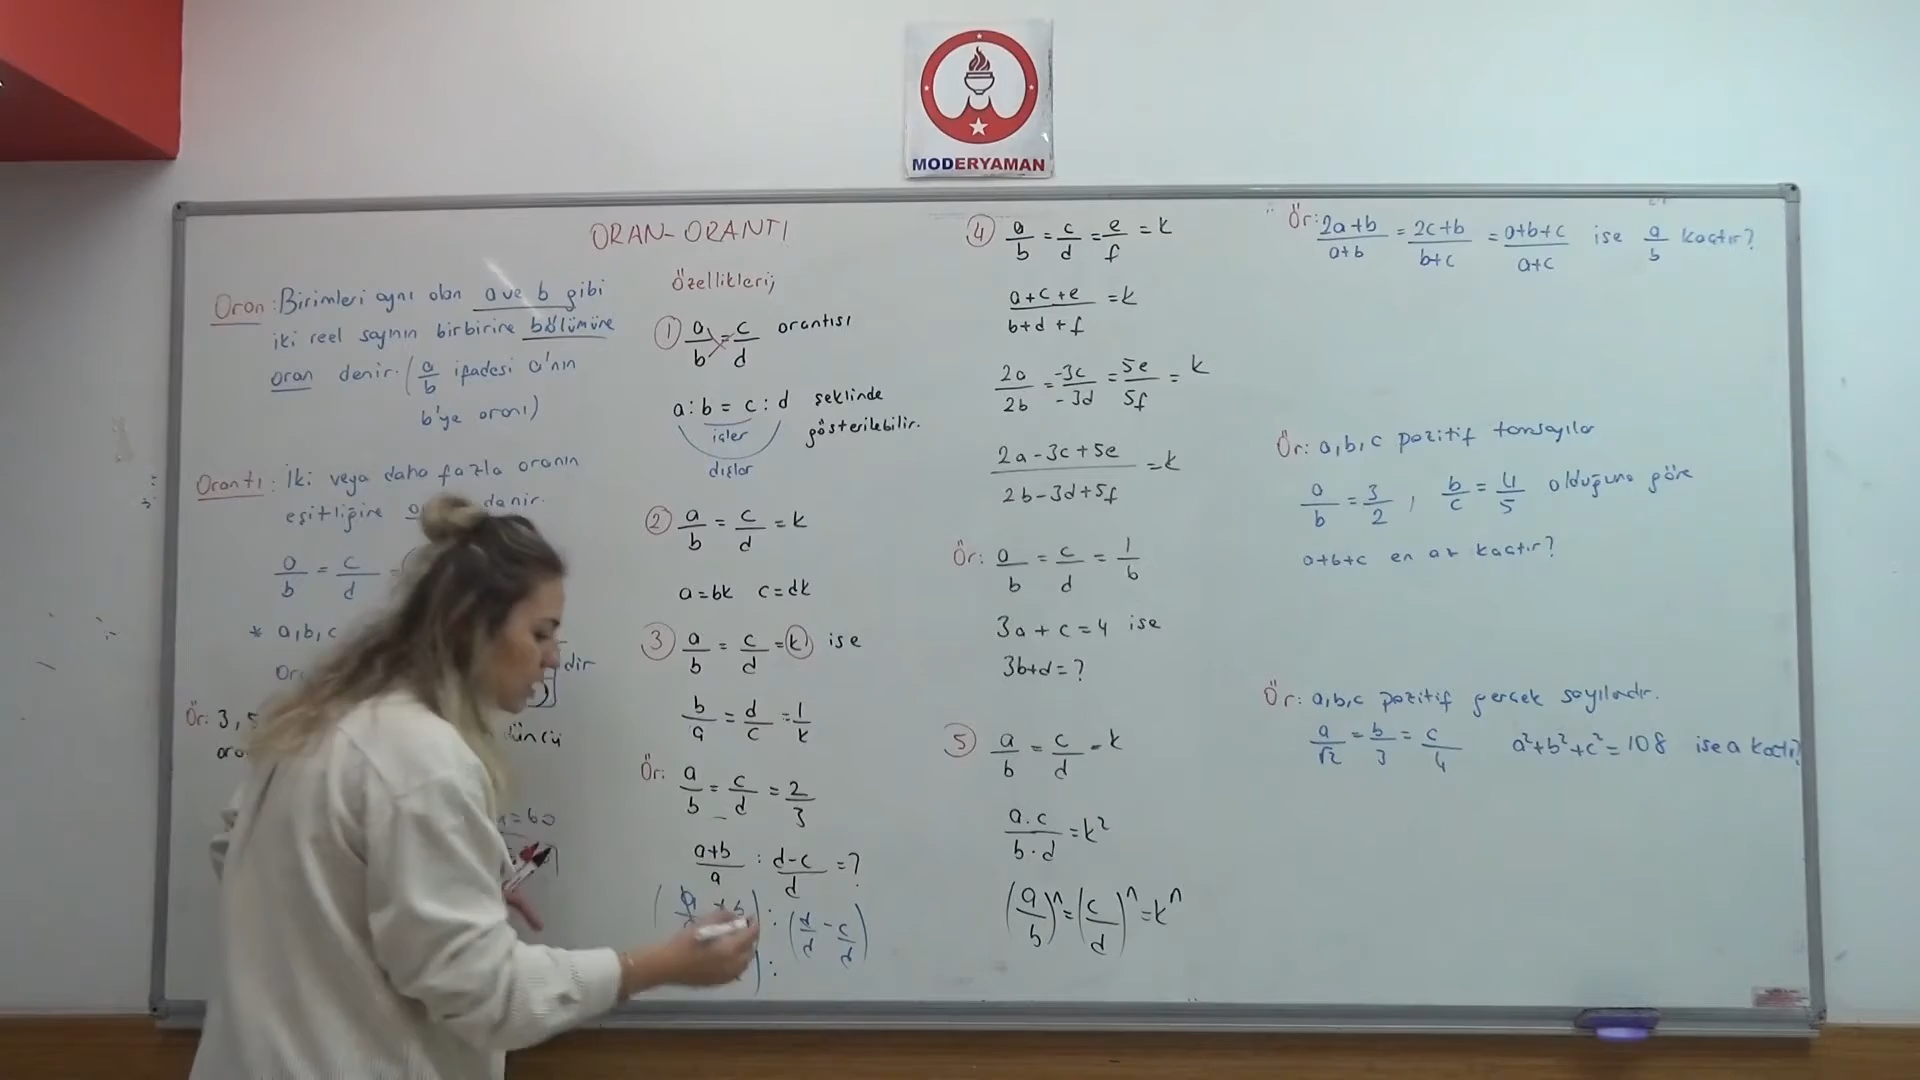 MODERYAMAN
ORAN-ORANTI
Oran: Birimleri aynı olan a ve b gibi
iki reel sayının birbirine bölümüne
oran denir. (a/b ifadesi a'nın
b'ye oranı)
Orantı: İki veya daha fazla oranın
eşitliğine denir.
a/b = c/d
* a,b,c
dir
Ör: 3, 5
= 60
Özellikleri;
① a/b = c/d orantısı
a : b = c : d şeklinde
gösterilebilir.
içler
dışlar
② a/b = c/d = k
a = bk c = dk
③ a/b = c/d = k ise
b/a = d/c = 1/k
Ör: a/b = c/d = 2/3
(a+b)/a : (d-c)/d = ?
: (d/d - c/d)
:
④ a/b = c/d = e/f = k
(a+c+e)/(b+d+f) = k
2a/2b = -3c/-3d = 5e/5f = k
(2a-3c+5e)/(2b-3d+5f) = k
Ör: a/b = c/d = 1/6
3a + c = 4 ise
3b+d = ?
⑤ a/b = c/d = k
(a.c)/(b.d) = k²
(a/b)ⁿ = (c/d)ⁿ = kⁿ
Ör: (2a+b)/(a+b) = (2c+b)/(b+c) = (a+b+c)/(a+c) ise a/b kaçtır?
Ör: a,b,c pozitif tamsayılar
a/b = 3/2 , b/c = 4/5 olduğuna göre
a+b+c en az kaçtır?
Ör: a,b,c pozitif gerçek sayılardır.
a/√2 = b/3 = c/4 a²+b²+c² = 108 ise a kaçtır?